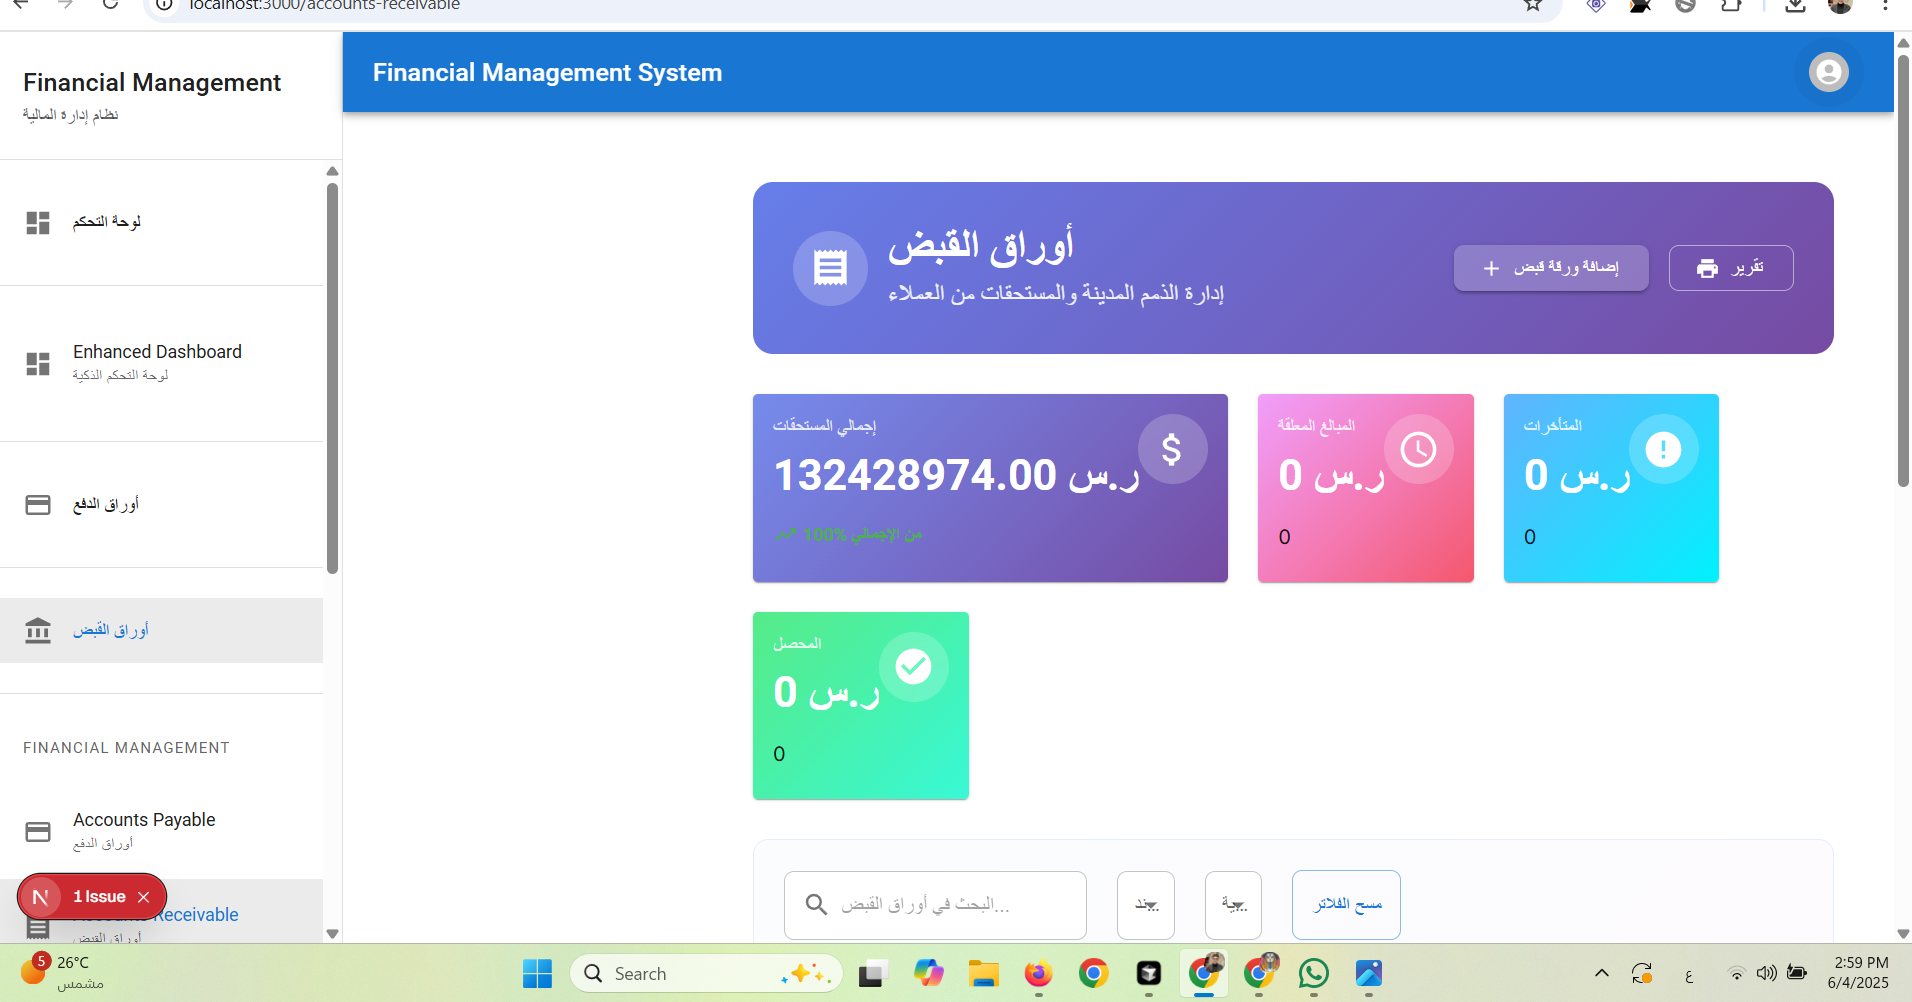 localhost:3000/accounts-receivable
Financial Management
نظام إدارة المالية
لوحة التحكم
Enhanced Dashboard
لوحة التحكم الذكية
أوراق الدفع
أوراق القبض
FINANCIAL MANAGEMENT
Accounts Payable
أوراق الدفع
Accounts Receivable
أوراق القبض
N 1 Issue
Financial Management System
أوراق القبض
إدارة الذمم المدينة والمستحقات من العملاء
إضافة ورقة قبض
تقرير
إجمالي المستحقات
132428974.00 ر.س
100% من الإجمالي
المبالغ المعلقة
0 ر.س
0
المتأخرات
0 ر.س
0
المحصل
0 ر.س
0
البحث في أوراق القبض...
ند...
ية...
مسح الفلاتر
5
26°C
مشمس
Search
ع
2:59 PM
6/4/2025